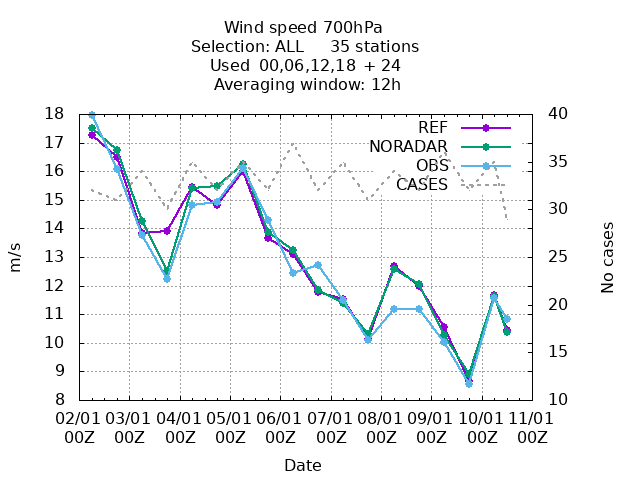 Wind speed 700hPa
Selection: ALL     35 stations
Used 00,06,12,18 + 24
Averaging window: 12h
18
17
16
15
14
13
12
11
10
9
8
m/s
40
35
30
25
20
15
10
No cases
REF
NORADAR
OBS
CASES
02/01 03/01 04/01 05/01 06/01 07/01 08/01 09/01 10/01 11/01
00Z 00Z 00Z 00Z 00Z 00Z 00Z 00Z 00Z 00Z
Date